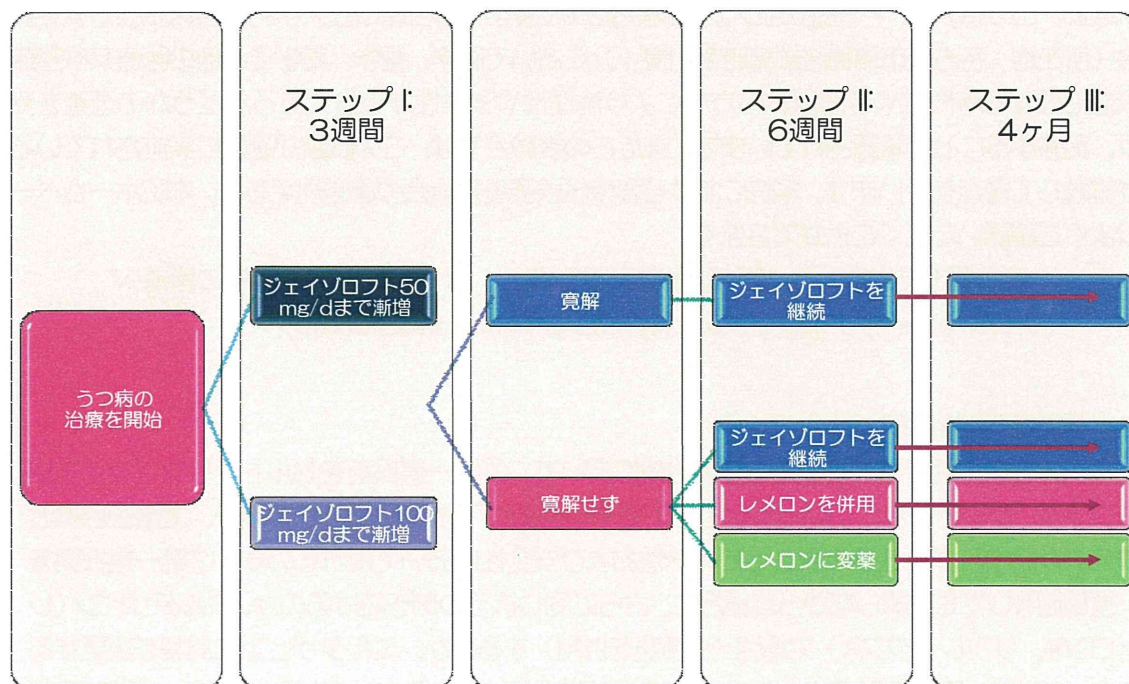 ステップ Ⅰ:
3週間
ステップ Ⅱ:
6週間
ステップ Ⅲ:
4ヶ月
うつ病の
治療を開始
ジェイゾロフト50
mg/dまで漸増
ジェイゾロフト100
mg/dまで漸増
寛解
寛解せず
ジェイゾロフトを
継続
ジェイゾロフトを
継続
レメロンを併用
レメロンに変薬